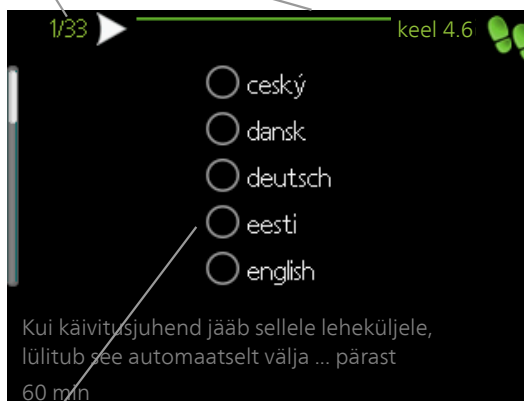 1/33
keel 4.6
ceský
dansk
deutsch
eesti
english
Kui käivitusjuhend jääb sellele leheküljele,
lülitub see automaatselt välja ... pärast
60 min